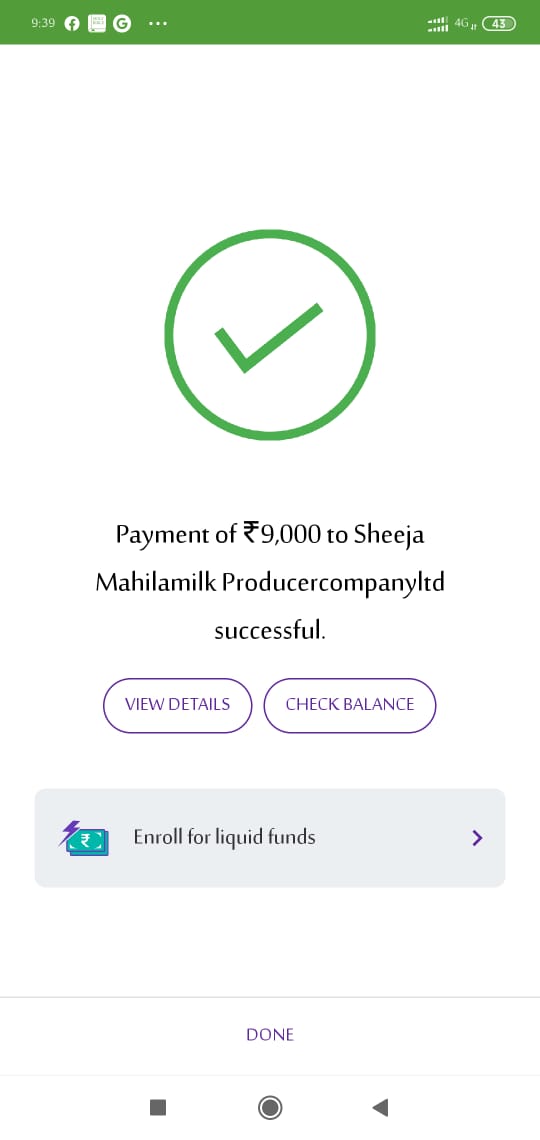 9:39 4G 43
Payment of ₹9,000 to Sheeja
Mahilamilk Producercompanyltd
successful.
VIEW DETAILS CHECK BALANCE
₹ Enroll for liquid funds
DONE